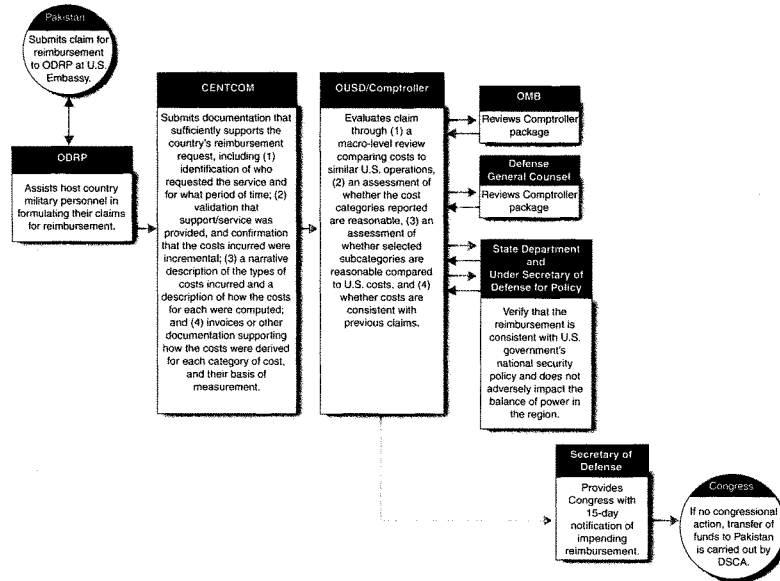 Pakistan
Submits claim for
reimbursement
to ODRP at U.S.
Embassy.
ODRP
Assists host country
military personnel in
formulating their claims
for reimbursement.
CENTCOM
Submits documentation that
sufficiently supports the
country's reimbursement
request, including (1)
identification of who
requested the service and
for what period of time; (2)
validation that
support/service was
provided, and confirmation
that the costs incurred were
incremental; (3) a narrative
description of the types of
costs incurred and a
description of how the costs
for each were computed;
and (4) invoices or other
documentation supporting
how the costs were derived
for each category of cost,
and their basis of
measurement.
OUSD/Comptroller
Evaluates claim
through (1) a
macro-level review
comparing costs to
similar U.S. operations,
(2) an assessment of
whether the cost
categories reported
are reasonable, (3) an
assessment of
whether selected
subcategories are
reasonable compared
to U.S. costs, and (4)
whether costs are
consistent with
previous claims.
OMB
Reviews Comptroller
package
Defense
General Counsel
Reviews Comptroller
package
State Department
and
Under Secretary of
Defense for Policy
Verify that the
reimbursement is
consistent with U.S.
government's
national security
policy and does not
adversely impact the
balance of power in
the region.
Secretary of
Defense
Provides
Congress with
15-day
notification of
impending
reimbursement.
Congress
If no congressional
action, transfer of
funds to Pakistan
is carried out by
DSCA.